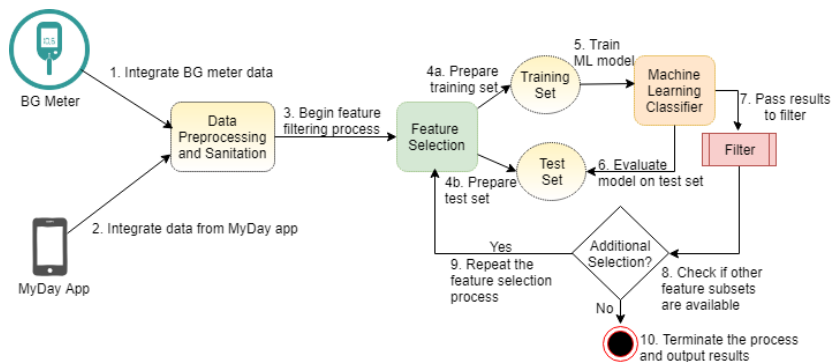 10.5
BG Meter
1. Integrate BG meter data
Data
Preprocessing
and Sanitation
2. Integrate data from MyDay app
MyDay App
3. Begin feature
filtering process
Feature
Selection
4a. Prepare
training set
Training
Set
4b. Prepare
test set
Test
Set
5. Train
ML model
Machine
Learning
Classifier
6. Evaluate
model on test set
7. Pass results
to filter
Filter
8. Check if other
feature subsets
are available
Additional
Selection?
Yes
9. Repeat the
feature selection
process
No
10. Terminate the process
and output results